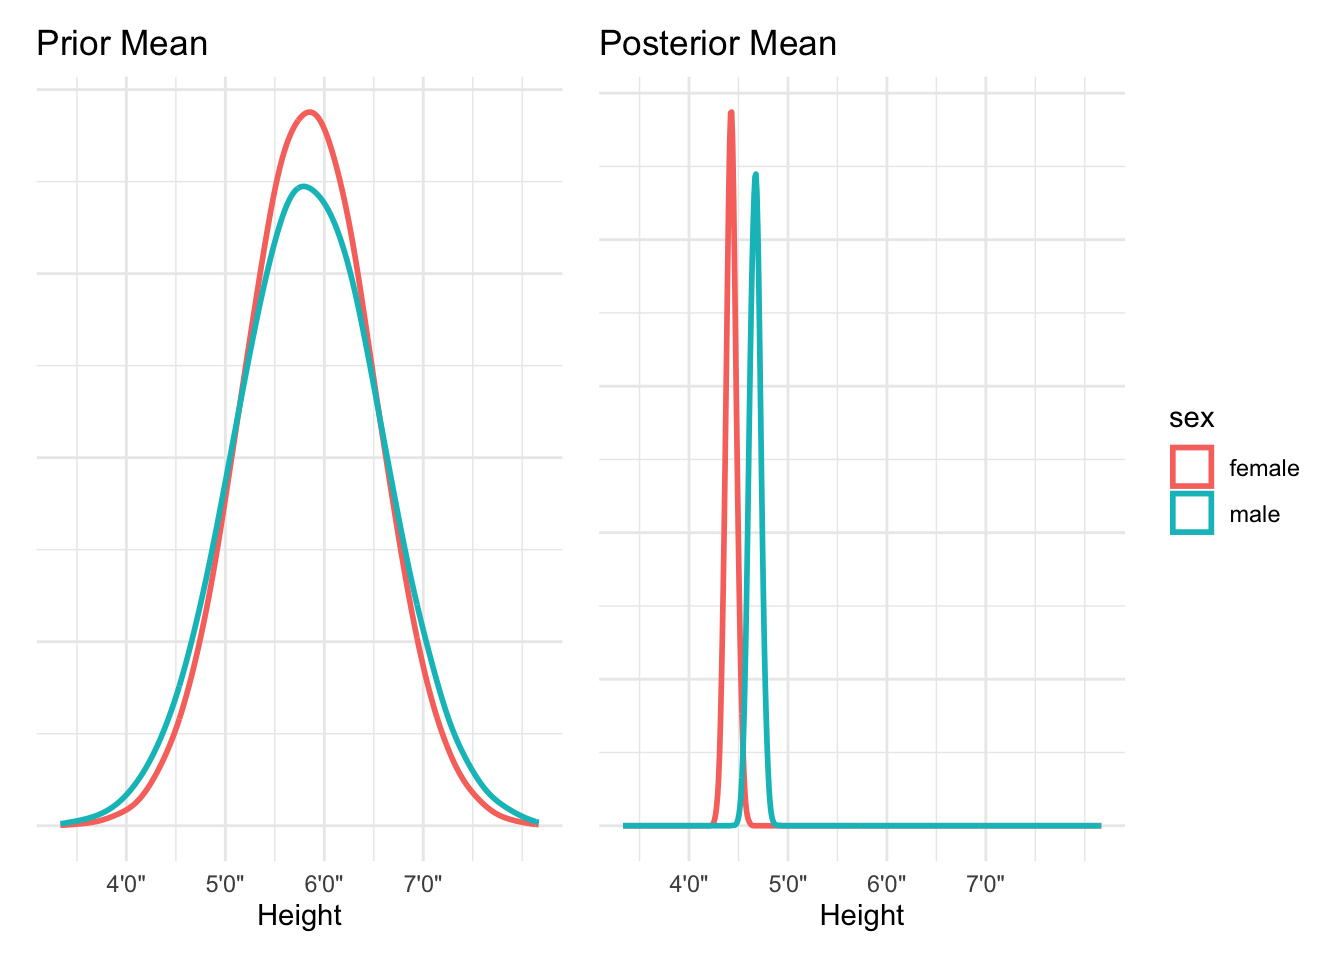 Prior Mean
4'0" 5'0" 6'0" 7'0"
Height
Posterior Mean
4'0" 5'0" 6'0" 7'0"
Height
sex
female
male